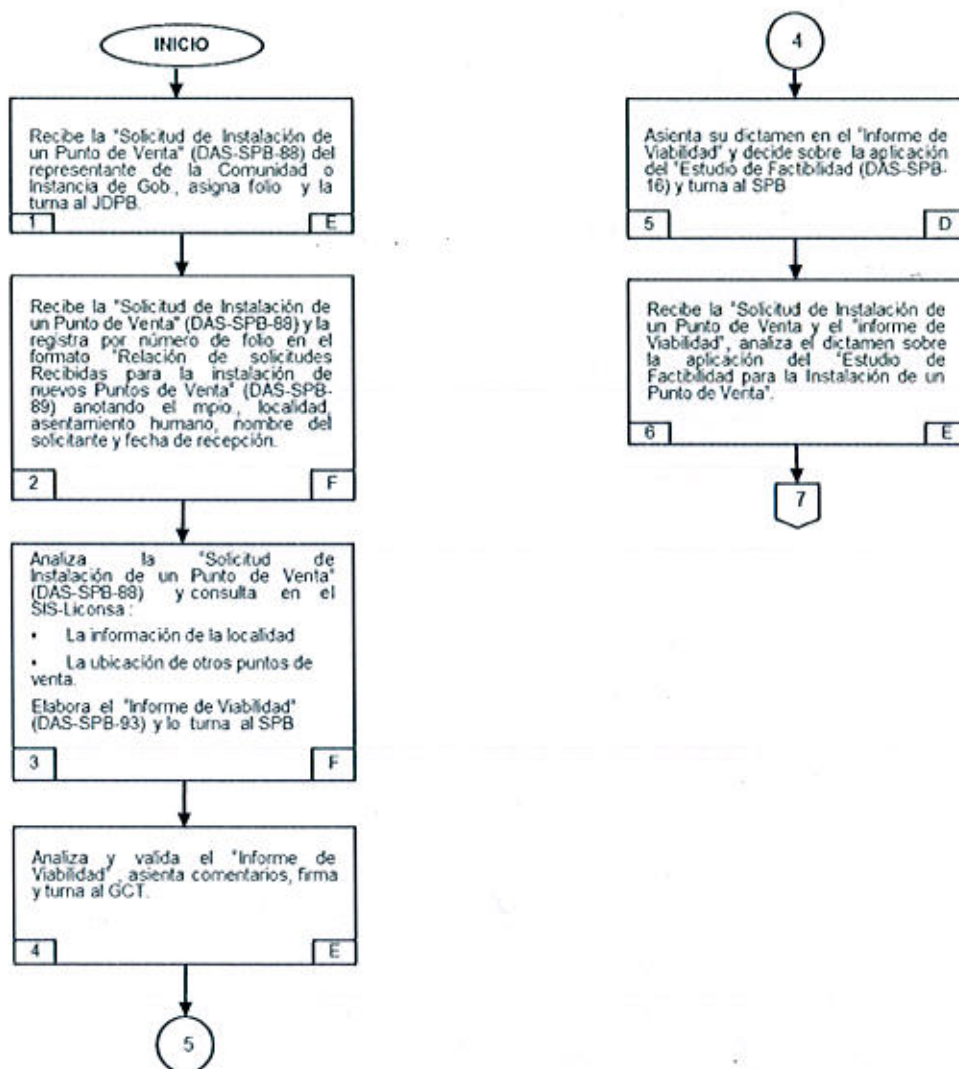 INICIO
Recibe la "Solicitud de Instalación de
un Punto de Venta" (DAS-SPB-88) del
representante de la Comunidad o
Instancia de Gob., asigna folio y la
turna al JDPB.
1 E
Recibe la "Solicitud de Instalación de
un Punto de Venta" (DAS-SPB-88) y la
registra por número de folio en el
formato "Relación de solicitudes
Recibidas para la instalación de
nuevos Puntos de Venta" (DAS-SPB-
89) anotando el mpio., localidad,
asentamiento humano, nombre del
solicitante y fecha de recepción.
2 F
Analiza la "Solicitud de
Instalación de un Punto de Venta"
(DAS-SPB-88) y consulta en el
SIS-Liconsa :
• La información de la localidad
• La ubicación de otros puntos de
venta.
Elabora el "Informe de Viabilidad"
(DAS-SPB-93) y lo turna al SPB
3 F
Analiza y valida el "Informe de
Viabilidad" , asienta comentarios, firma
y turna al GCT.
4 E
5
4
Asienta su dictamen en el "Informe de
Viabilidad" y decide sobre la aplicación
del "Estudio de Factibilidad (DAS-SPB-
16) y turna al SPB
5 D
Recibe la "Solicitud de Instalación de
un Punto de Venta y el "informe de
Viabilidad", analiza el dictamen sobre
la aplicación del "Estudio de
Factibilidad para la Instalación de un
Punto de Venta".
6 E
7